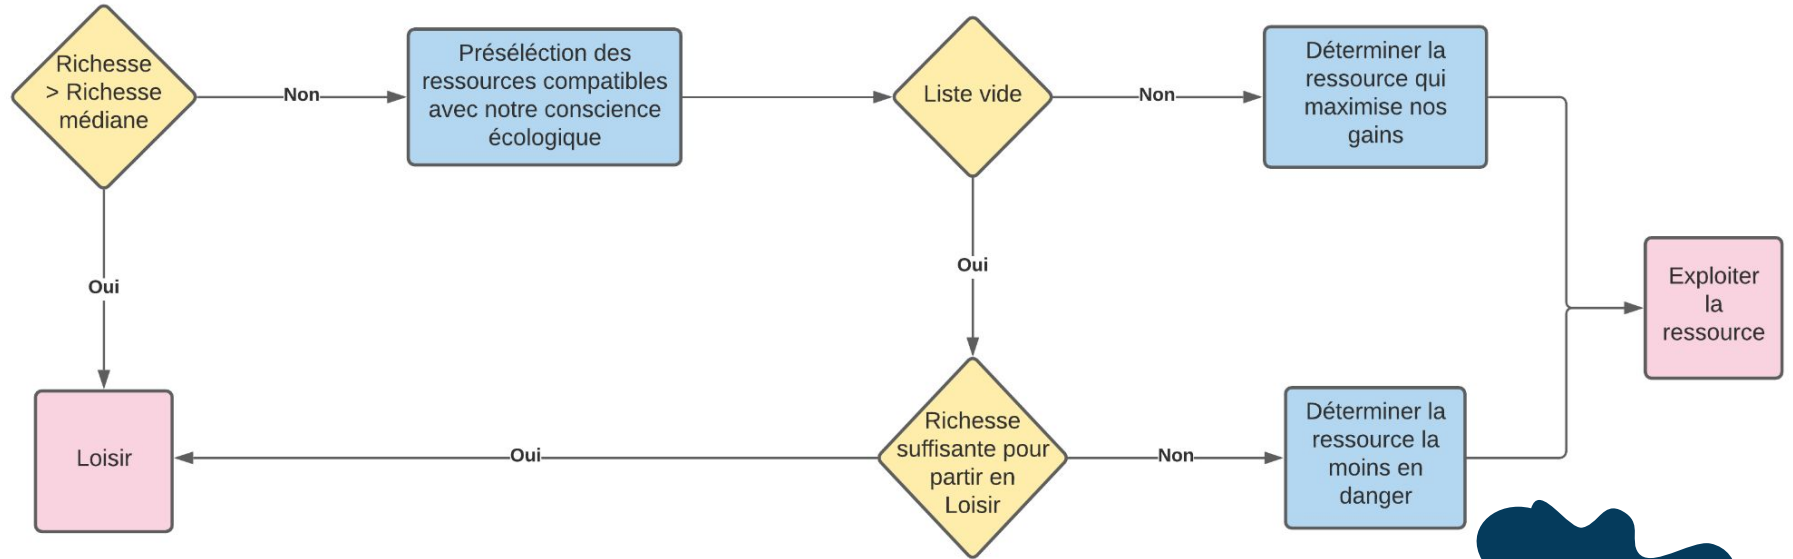 Richesse
> Richesse
médiane
Non
Préséléction des
ressources compatibles
avec notre conscience
écologique
Liste vide
Non
Déterminer la
ressource qui
maximise nos
gains
Oui
Oui
Exploiter
la
ressource
Loisir
Oui
Richesse
suffisante pour
partir en
Loisir
Non
Déterminer la
ressource la
moins en
danger